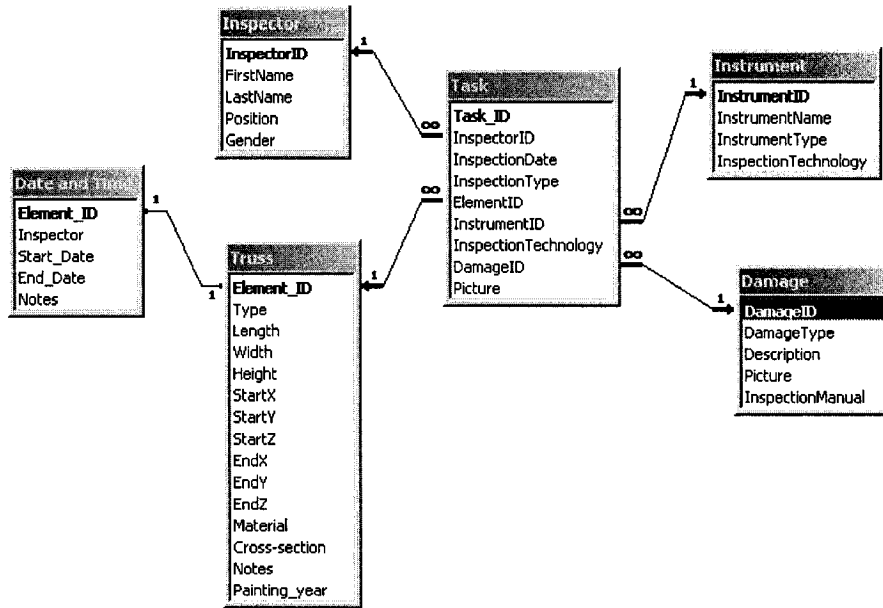 Inspector
InspectorID
FirstName
LastName
Position
Gender
1
∞
Task
Task_ID
InspectorID
InspectionDate
InspectionType
ElementID
InstrumentID
InspectionTechnology
DamageID
Picture
∞
∞
∞
1
Instrument
InstrumentID
InstrumentName
InstrumentType
InspectionTechnology
Date and Time
Element_ID
Inspector
Start_Date
End_Date
Notes
1
1
Truss
Element_ID
Type
Length
Width
Height
StartX
StartY
StartZ
EndX
EndY
EndZ
Material
Cross-section
Notes
Painting_year
1
1
Damage
DamageID
DamageType
Description
Picture
InspectionManual